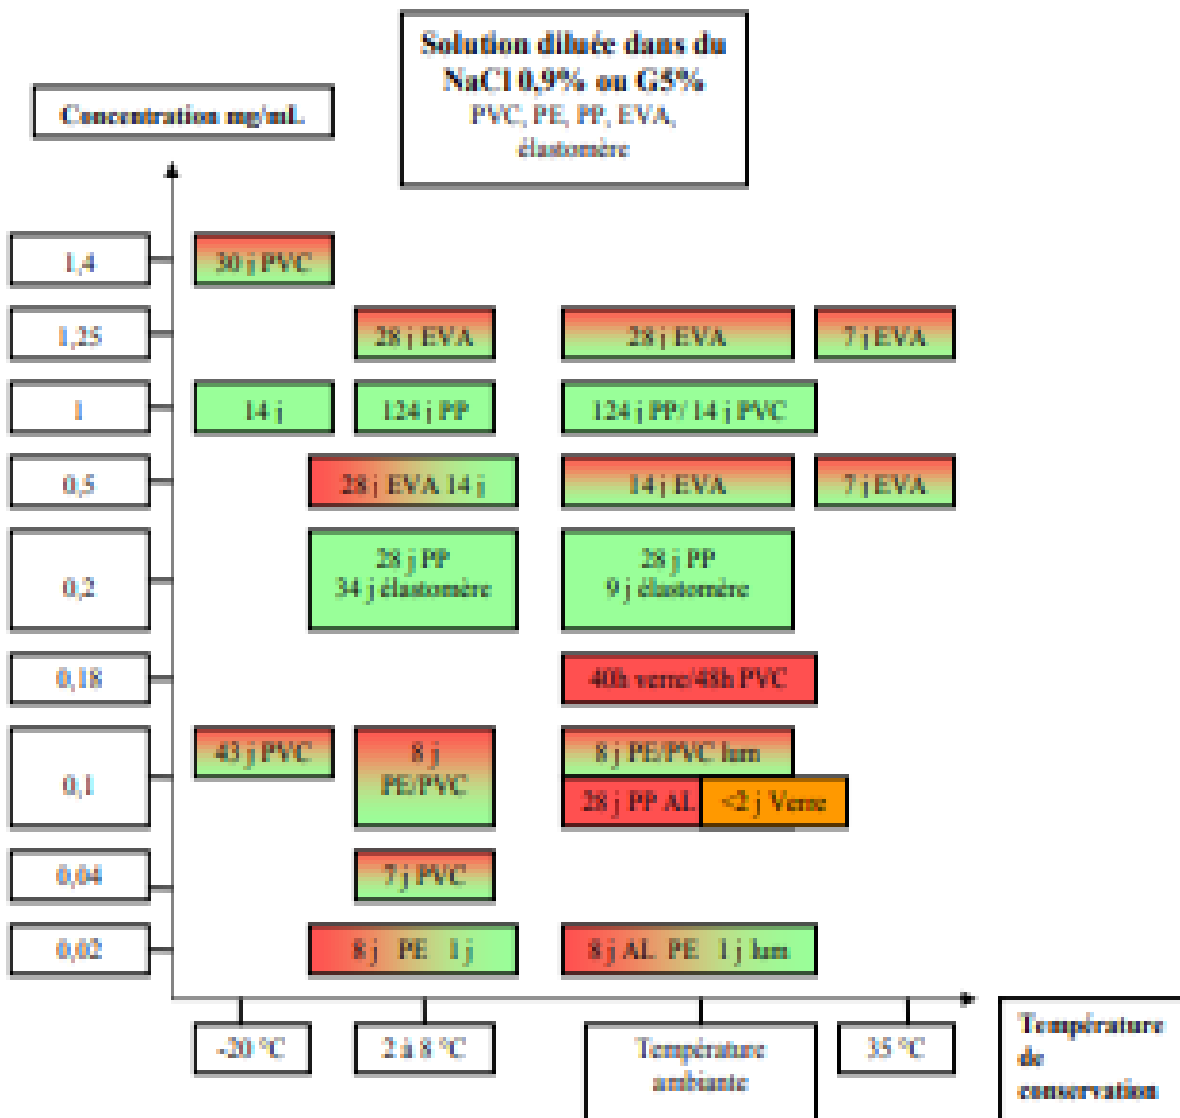 Solution diluée dans du
NaCl 0,9% ou G5%
PVC, PE, PP, EVA,
élastomère
Concentration mg/mL
1,4
30 j PVC
1,25
28 j EVA
28 j EVA
7 j EVA
1
14 j
124 j PP
124 j PP/ 14 j PVC
0,5
28 j EVA 14 j
14 j EVA
7 j EVA
0,2
28 j PP
34 j élastomère
28 j PP
9 j élastomère
0,18
40h verre/48h PVC
0,1
43 j PVC
8 j
PE/PVC
8 j PE/PVC lum
28 j PP AL
<2 j Verre
0,04
7 j PVC
0,02
8 j PE 1 j
8 j AL PE 1 j lum
-20 °C
2 à 8 °C
Température
ambiante
35 °C
Température
de
conservation